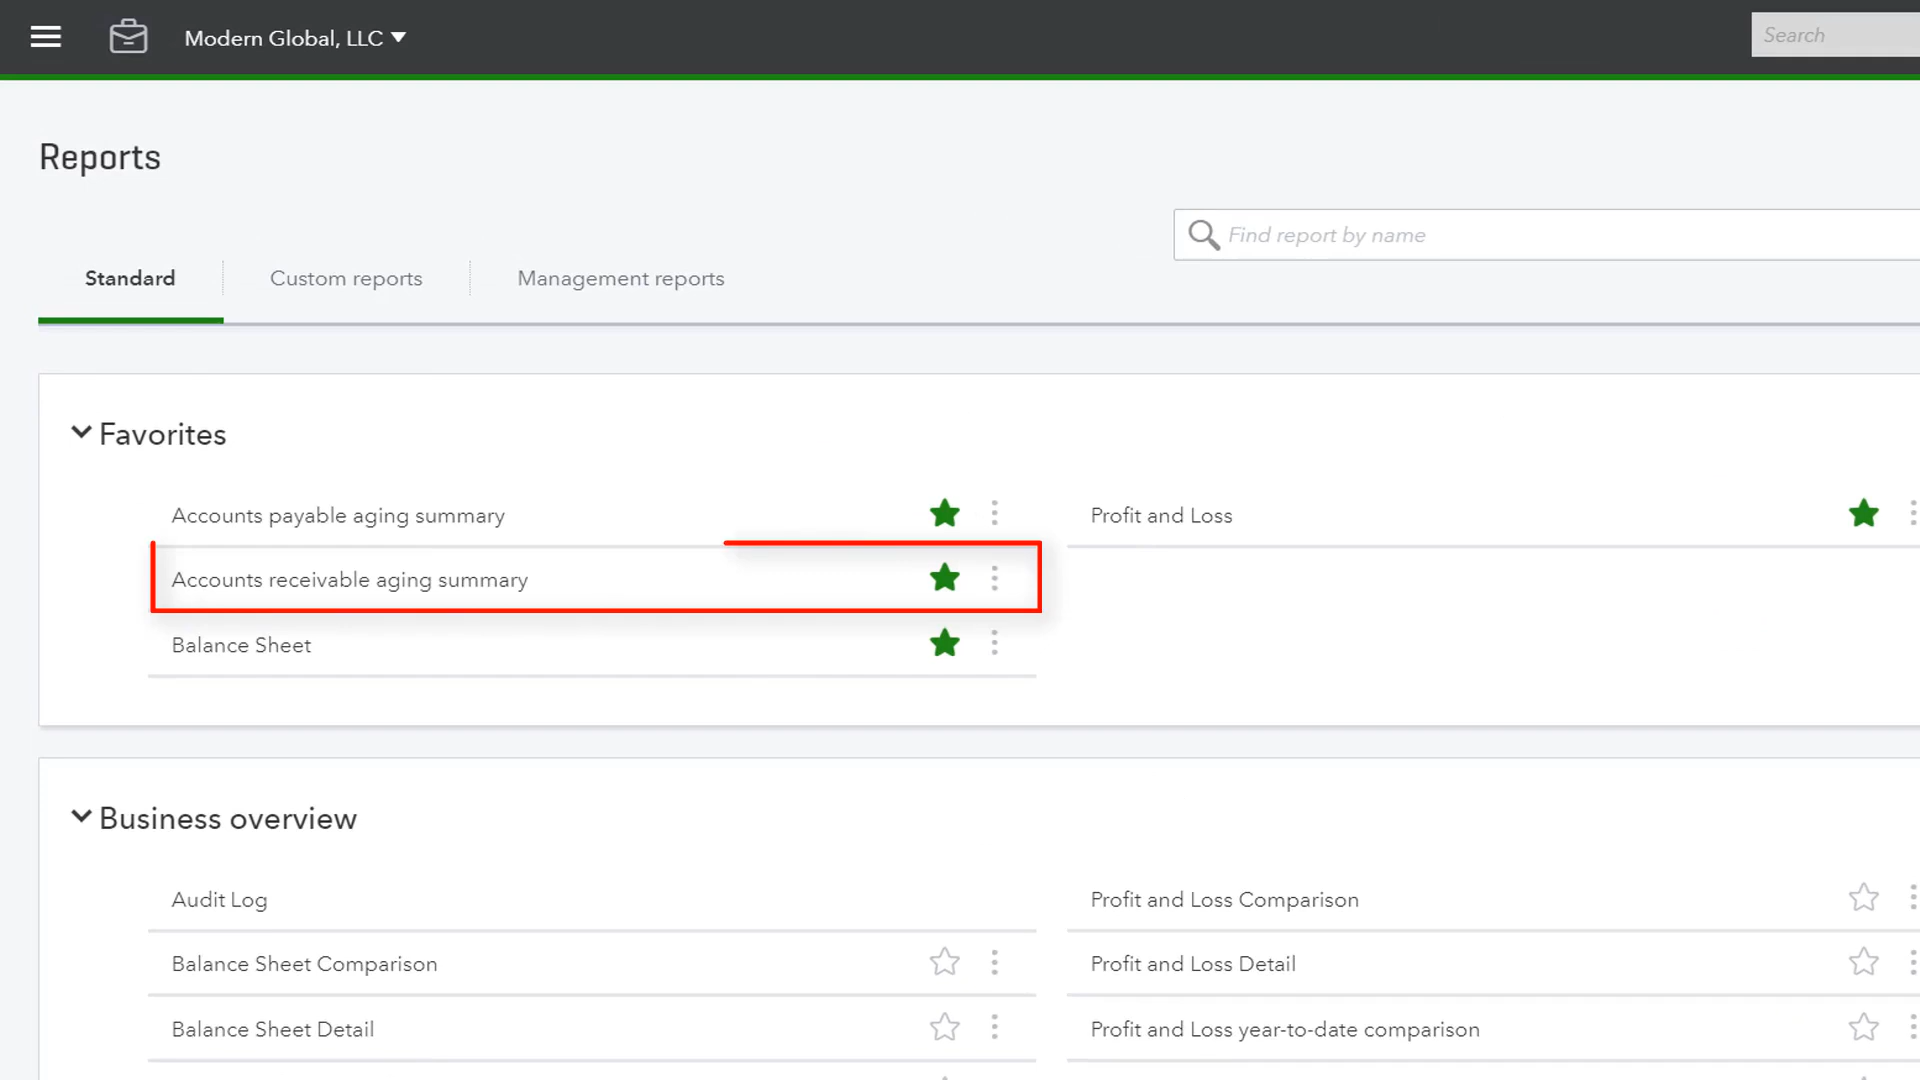 Modern Global, LLC
Search
Reports
Find report by name
Standard
Custom reports
Management reports
Favorites
Accounts payable aging summary
Profit and Loss
Accounts receivable aging summary
Balance Sheet
Business overview
Audit Log
Profit and Loss Comparison
Balance Sheet Comparison
Profit and Loss Detail
Balance Sheet Detail
Profit and Loss year-to-date comparison